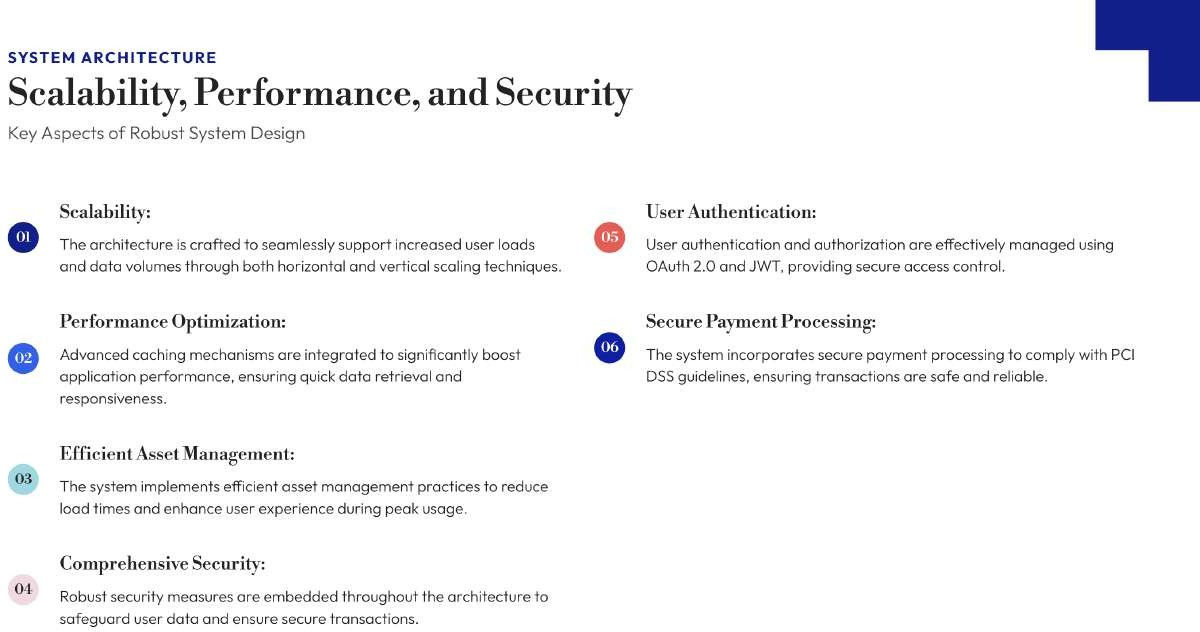 SYSTEM ARCHITECTURE
Scalability, Performance, and Security
Key Aspects of Robust System Design
01
Scalability:
The architecture is crafted to seamlessly support increased user loads
and data volumes through both horizontal and vertical scaling techniques.
02
Performance Optimization:
Advanced caching mechanisms are integrated to significantly boost
application performance, ensuring quick data retrieval and
responsiveness.
03
Efficient Asset Management:
The system implements efficient asset management practices to reduce
load times and enhance user experience during peak usage.
04
Comprehensive Security:
Robust security measures are embedded throughout the architecture to
safeguard user data and ensure secure transactions.
05
User Authentication:
User authentication and authorization are effectively managed using
OAuth 2.0 and JWT, providing secure access control.
06
Secure Payment Processing:
The system incorporates secure payment processing to comply with PCI
DSS guidelines, ensuring transactions are safe and reliable.